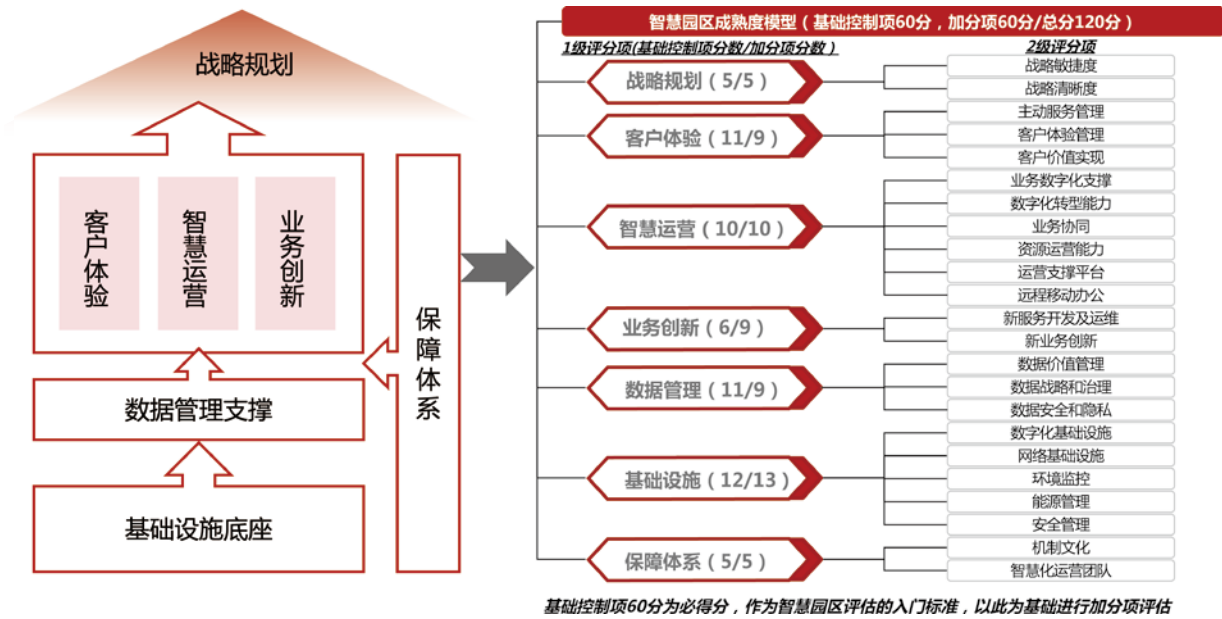 战略规划
客户体验
智慧运营
业务创新
保障体系
数据管理支撑
基础设施底座
智慧园区成熟度模型（基础控制项60分，加分项60分/总分120分）
1级评分项(基础控制项分数/加分项分数）
2级评分项
战略规划（5/5）
战略敏捷度
战略清晰度
客户体验（11/9）
主动服务管理
客户体验管理
客户价值实现
智慧运营（10/10）
业务数字化支撑
数字化转型能力
业务协同
资源运营能力
运营支撑平台
远程移动办公
业务创新（6/9）
新服务开发及运维
新业务创新
数据管理（11/9）
数据价值管理
数据战略和治理
数据安全和隐私
基础设施（12/13）
数字化基础设施
网络基础设施
环境监控
能源管理
安全管理
保障体系（5/5）
机制文化
智慧化运营团队
基础控制项60分为必得分，作为智慧园区评估的入门标准，以此为基础进行加分项评估